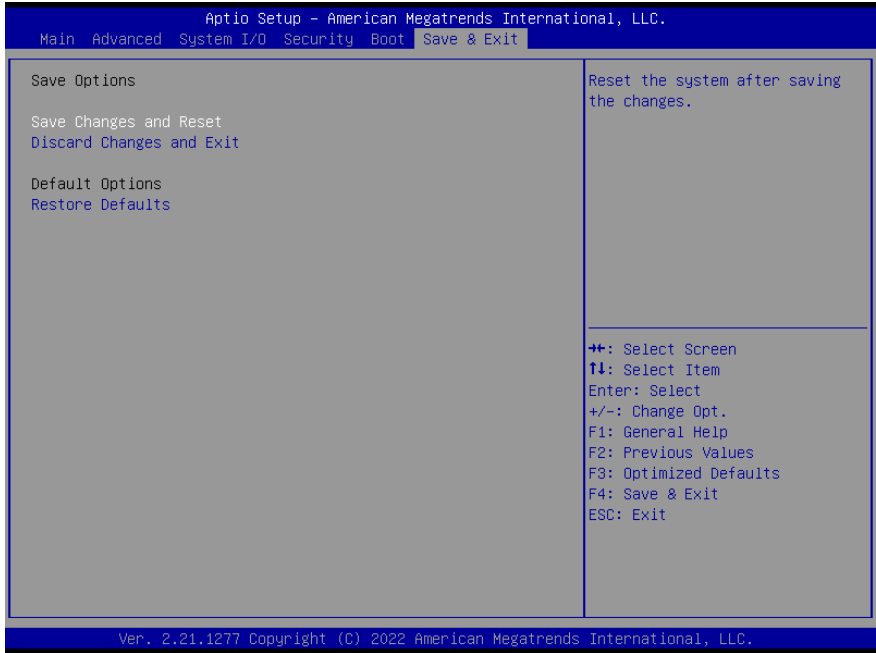 Aptio Setup – American Megatrends International, LLC.
Main Advanced System I/O Security Boot Save & Exit
Save Options
Save Changes and Reset
Discard Changes and Exit
Default Options
Restore Defaults
Reset the system after saving
the changes.
→←: Select Screen
↑↓: Select Item
Enter: Select
+/-: Change Opt.
F1: General Help
F2: Previous Values
F3: Optimized Defaults
F4: Save & Exit
ESC: Exit
Ver. 2.21.1277 Copyright (C) 2022 American Megatrends International, LLC.